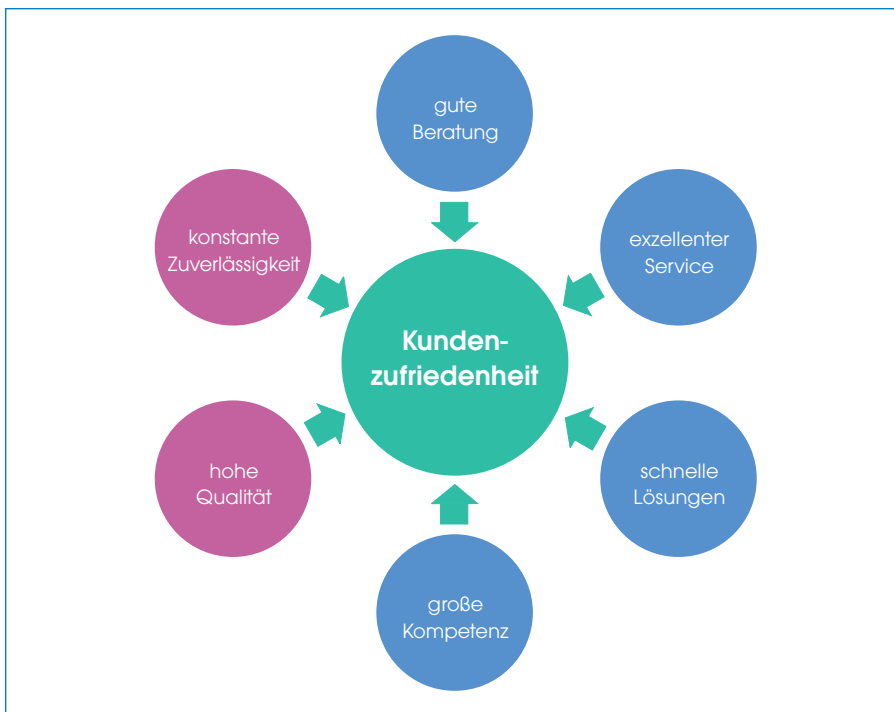 gute
Beratung
konstante
Zuverlässigkeit
exzellenter
Service
Kunden-
zufriedenheit
hohe
Qualität
schnelle
Lösungen
große
Kompetenz